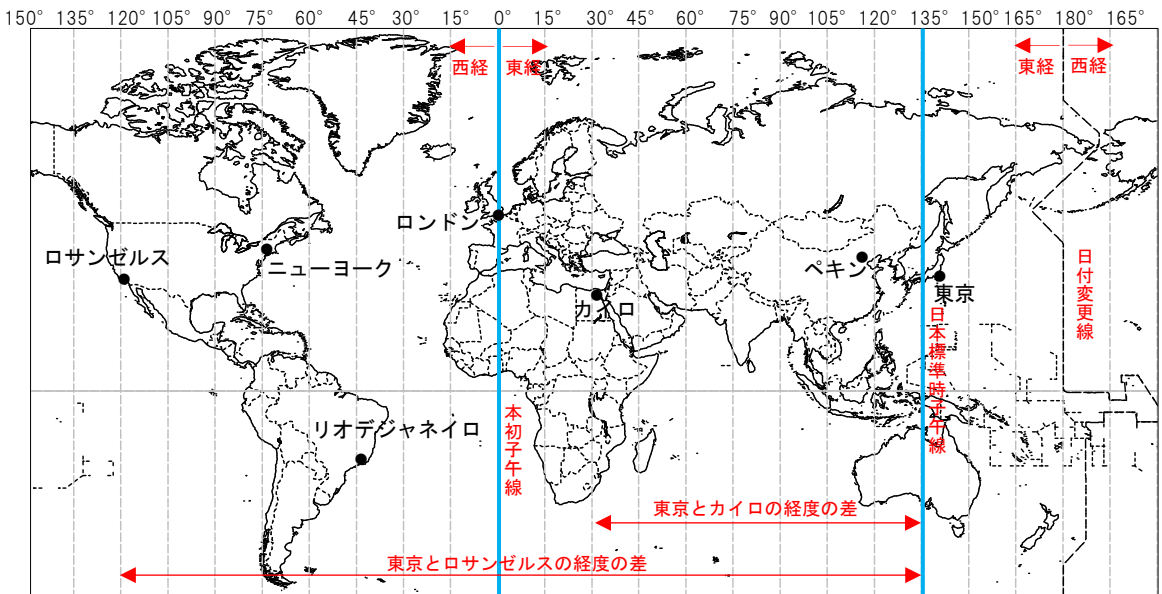 150° 120° 90° 75° 60° 45° 30° 15° 0° 15° 30° 45° 60° 75° 90° 105° 120° 135° 150° 165° 180° 165°
西経 東経 東経 西経
ロンドン
ロサンゼルス
ニューヨーク
ペキン
カイロ
東京
日付変更線
日本標準時子午線
本初子午線
リオデジャネイロ
東京とカイロの経度の差
東京とロサンゼルスの経度の差